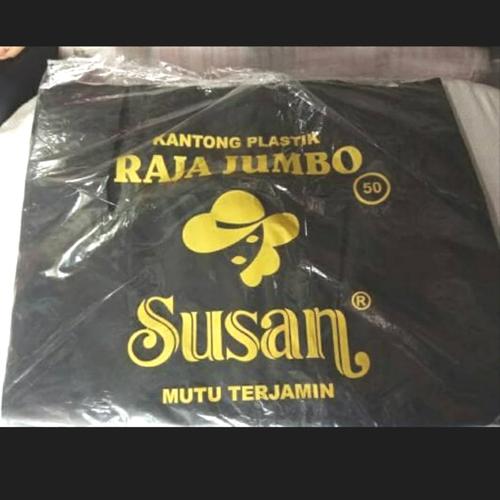 KANTONG PLASTIK
RAJA JUMBO
50
Susan ®
MUTU TERJAMIN